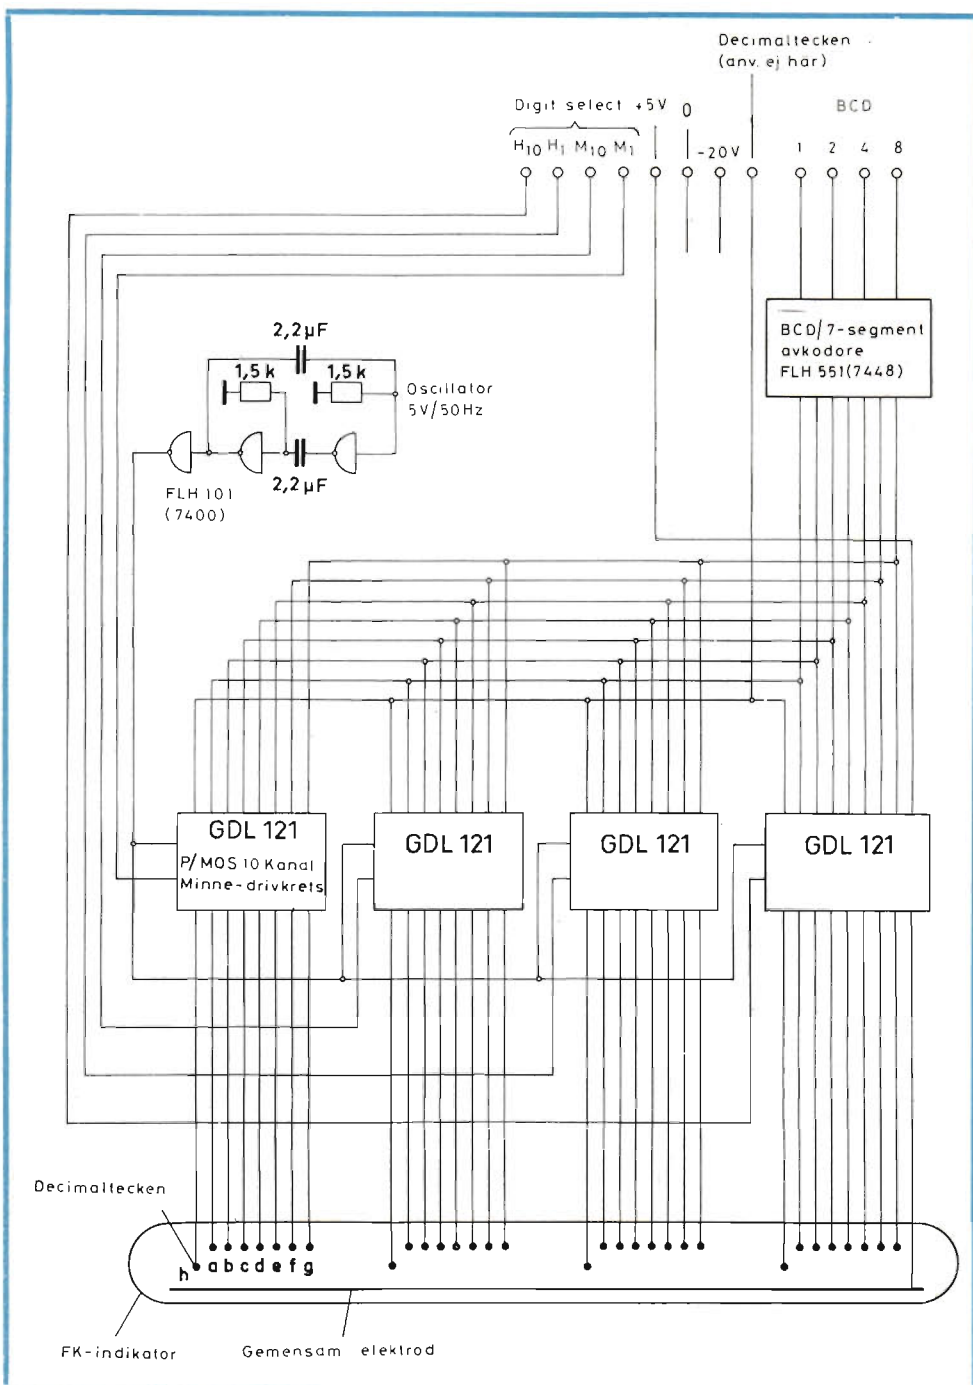 Decimaltecken
(anv. ej här)
Digit select +5V 0
BCD
H10 H1 M10 M1
-20V
1 2 4 8
BCD/7-segment
avkodore
FLH 551(7448)
2,2µF
1,5 k 1,5 k
Oscillator
5V/50Hz
2,2µF
FLH 101
(7400)
GDL 121
P/MOS 10 Kanal
Minne-drivkrets
GDL 121
GDL 121
GDL 121
Decimaltecken
h a b c d e f g
FK-indikator
Gemensam elektrod